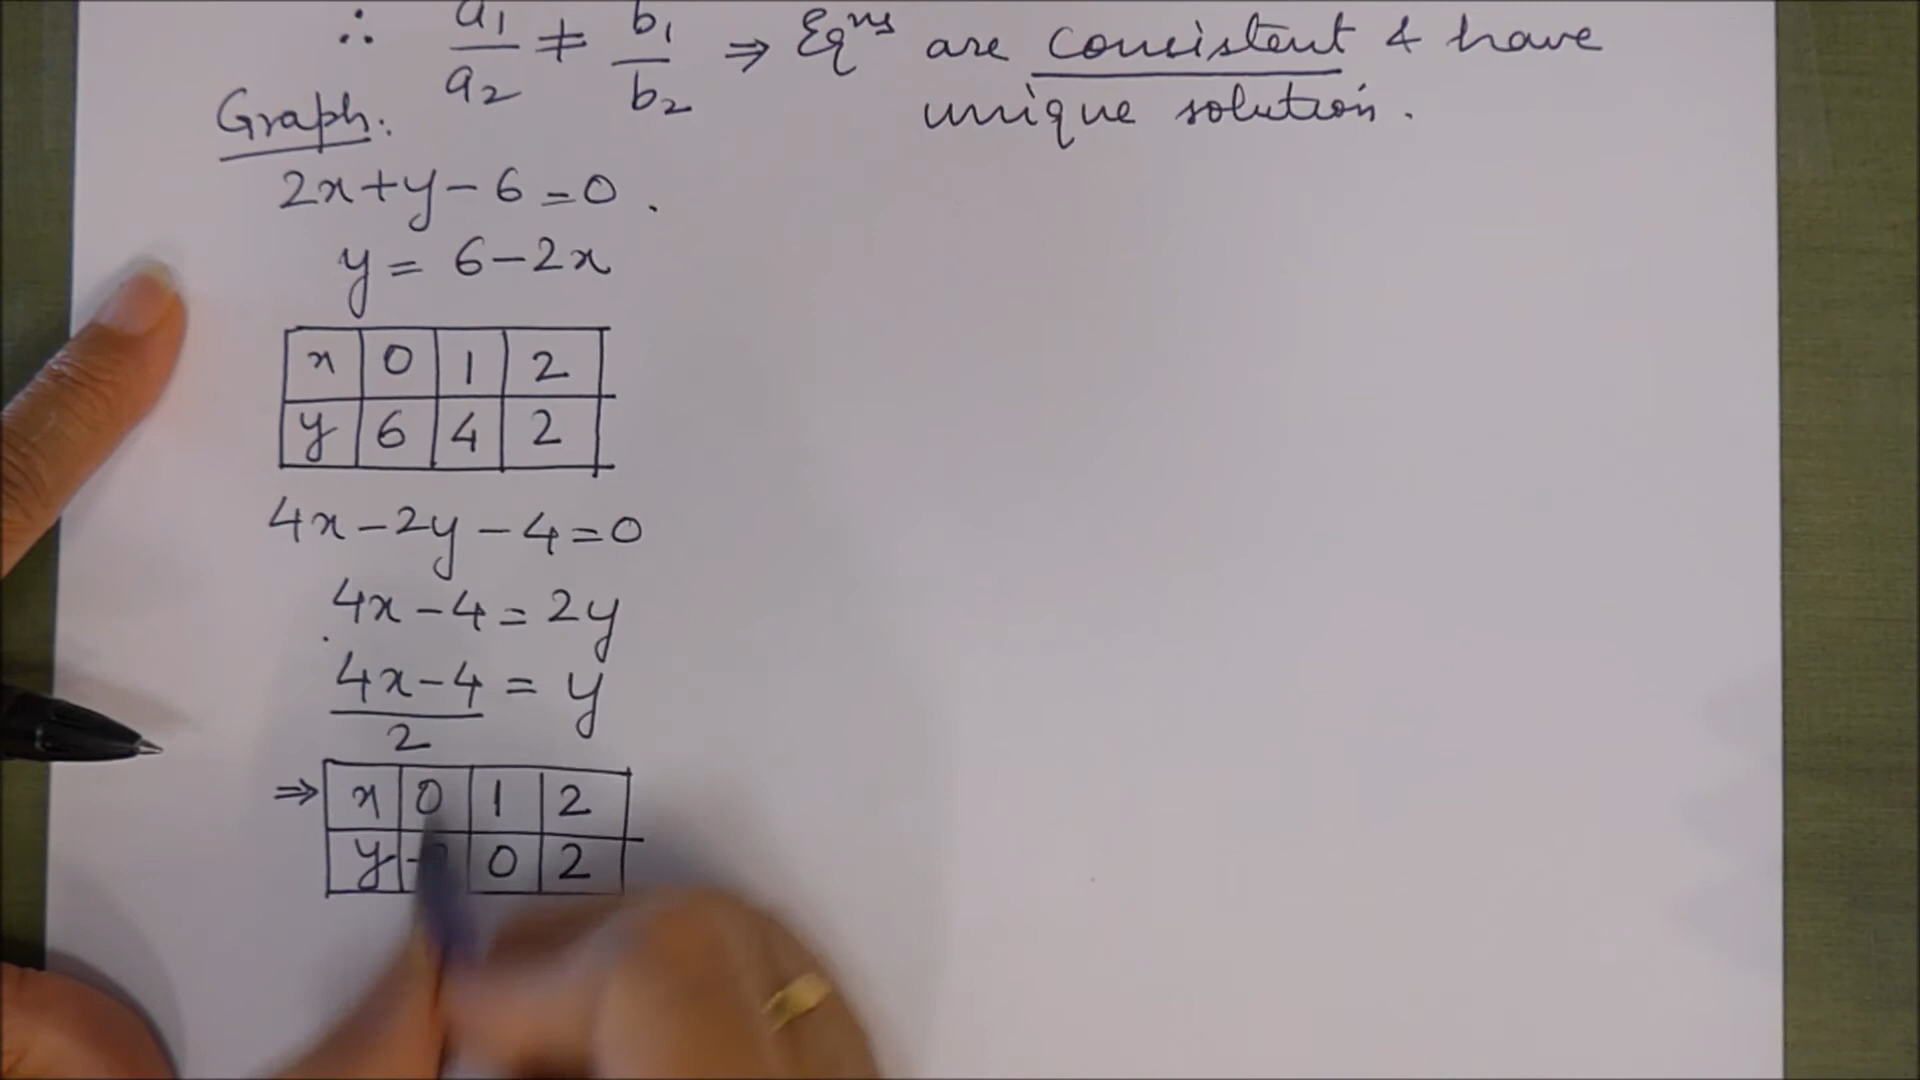 ∴ a1/a2 ≠ b1/b2 ⇒ Eqns are consistent & have
unique solution.
Graph.
2x+y-6=0.
y = 6-2x
x 0 1 2
y 6 4 2
4x-2y-4=0
4x-4=2y
4x-4/2 = y
⇒ x 0 1 2
y 0 2